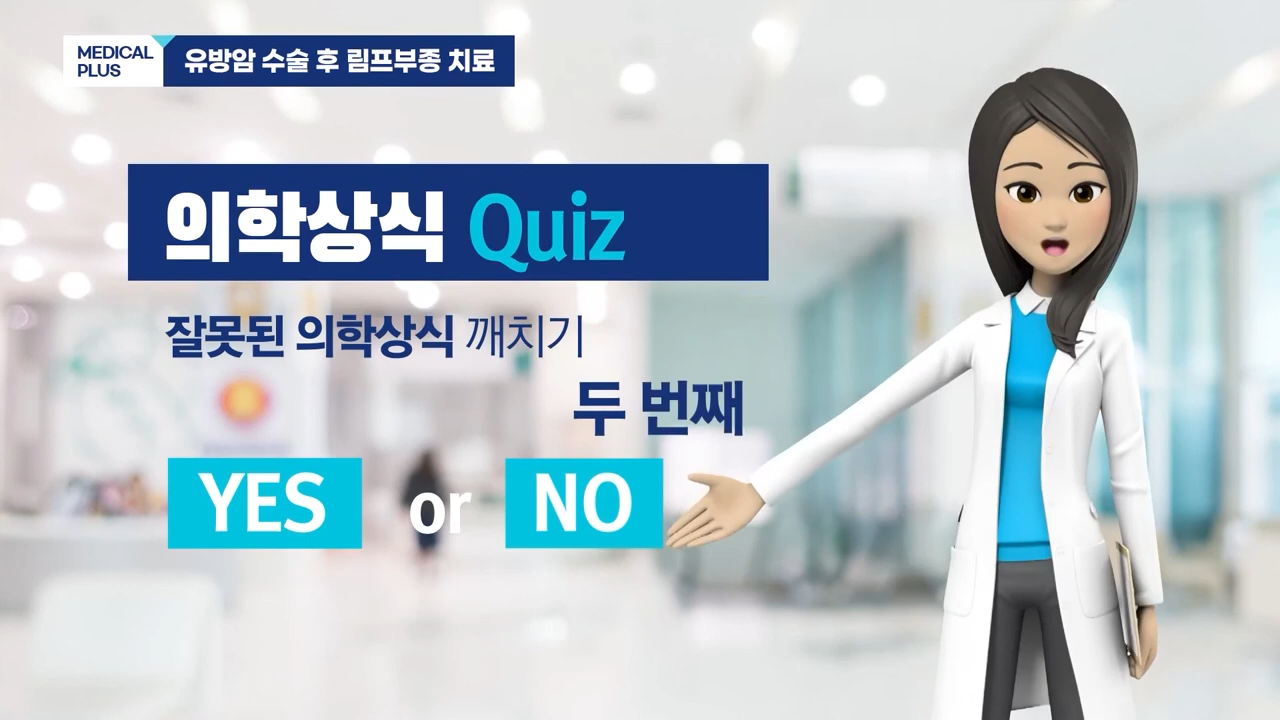 MEDICAL
PLUS
유방암 수술 후 림프부종 치료
의학상식 Quiz
잘못된 의학상식 깨치기
두 번째
YES or NO